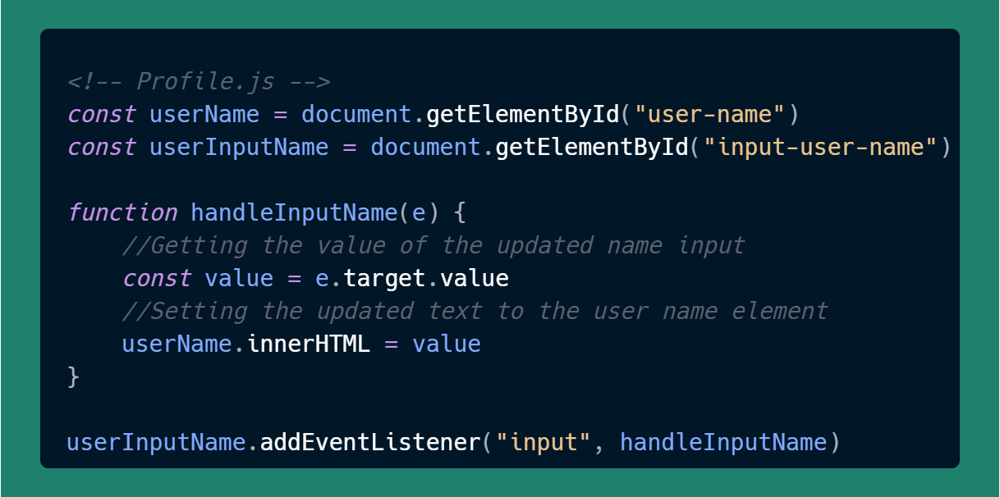 <!-- Profile.js -->
const userName = document.getElementById("user-name")
const userInputName = document.getElementById("input-user-name")
function handleInputName(e) {
//Getting the value of the updated name input
const value = e.target.value
//Setting the updated text to the user name element
userName.innerHTML = value
}
userInputName.addEventListener("input", handleInputName)